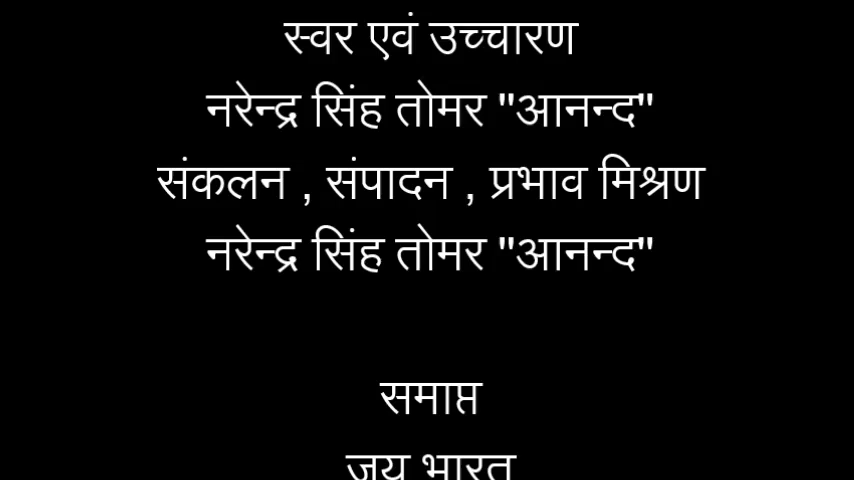 स्वर एवं उच्चारण
नरेन्द्र सिंह तोमर "आनन्द"
संकलन , संपादन , प्रभाव मिश्रण
नरेन्द्र सिंह तोमर "आनन्द"
समाप्त
जय भारत